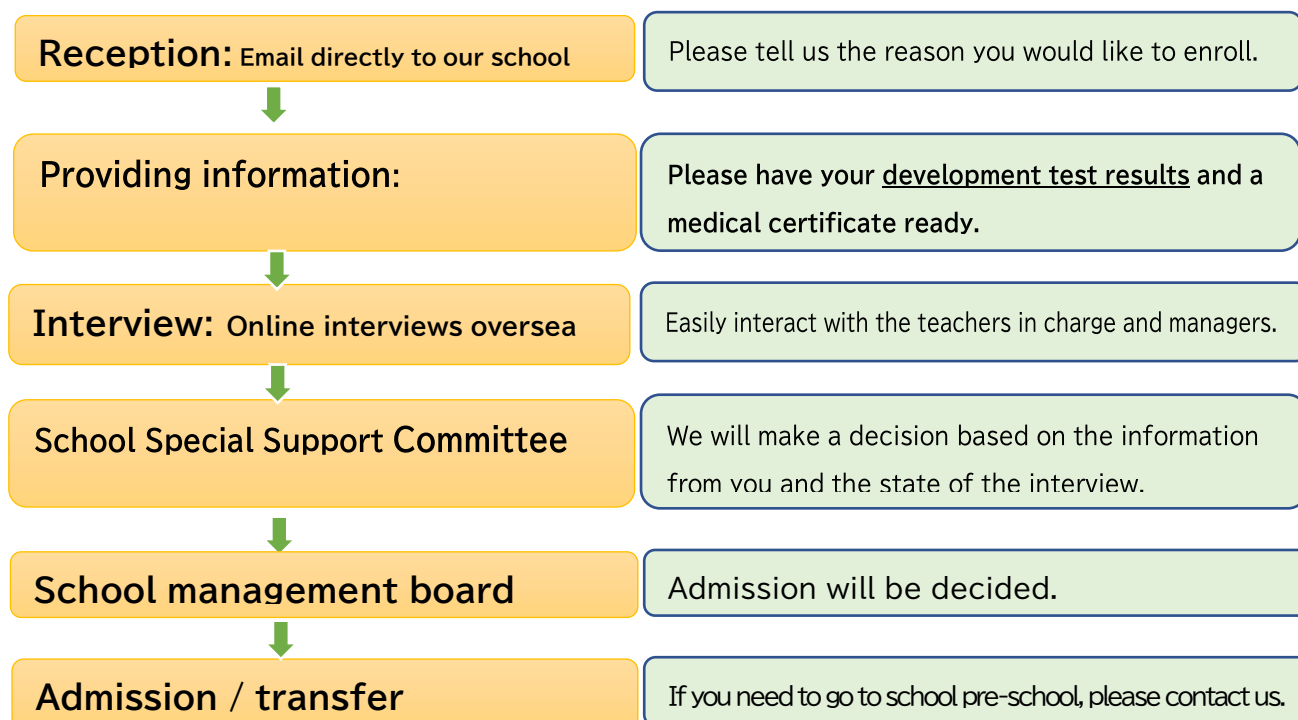 Reception: Email directly to our school
Please tell us the reason you would like to enroll.
Providing information:
Please have your development test results and a
medical certificate ready.
Interview: Online interviews oversea
Easily interact with the teachers in charge and managers.
School Special Support Committee
We will make a decision based on the information
from you and the state of the interview.
School management board
Admission will be decided.
Admission / transfer
If you need to go to school pre-school, please contact us.